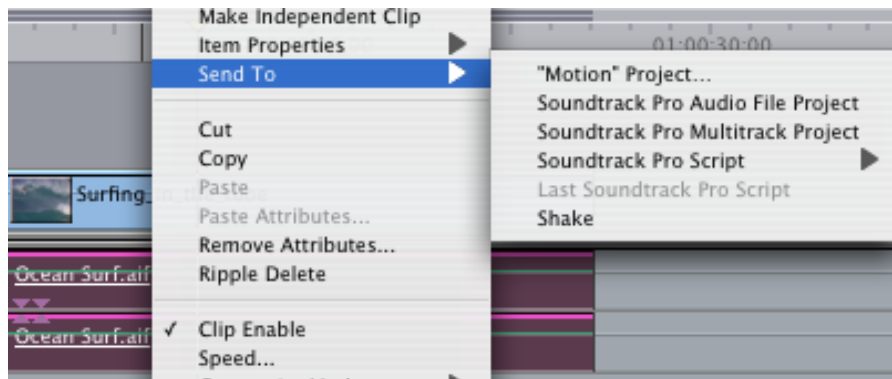 Make Independent Clip
Item Properties
Send To
Cut
Copy
Paste
Paste Attributes...
Remove Attributes...
Ripple Delete
✓ Clip Enable
Speed...
01:00:30:00
"Motion" Project...
Soundtrack Pro Audio File Project
Soundtrack Pro Multitrack Project
Soundtrack Pro Script
Last Soundtrack Pro Script
Shake
Surfing_
Ocean Surf.aif
Ocean Surf.aif